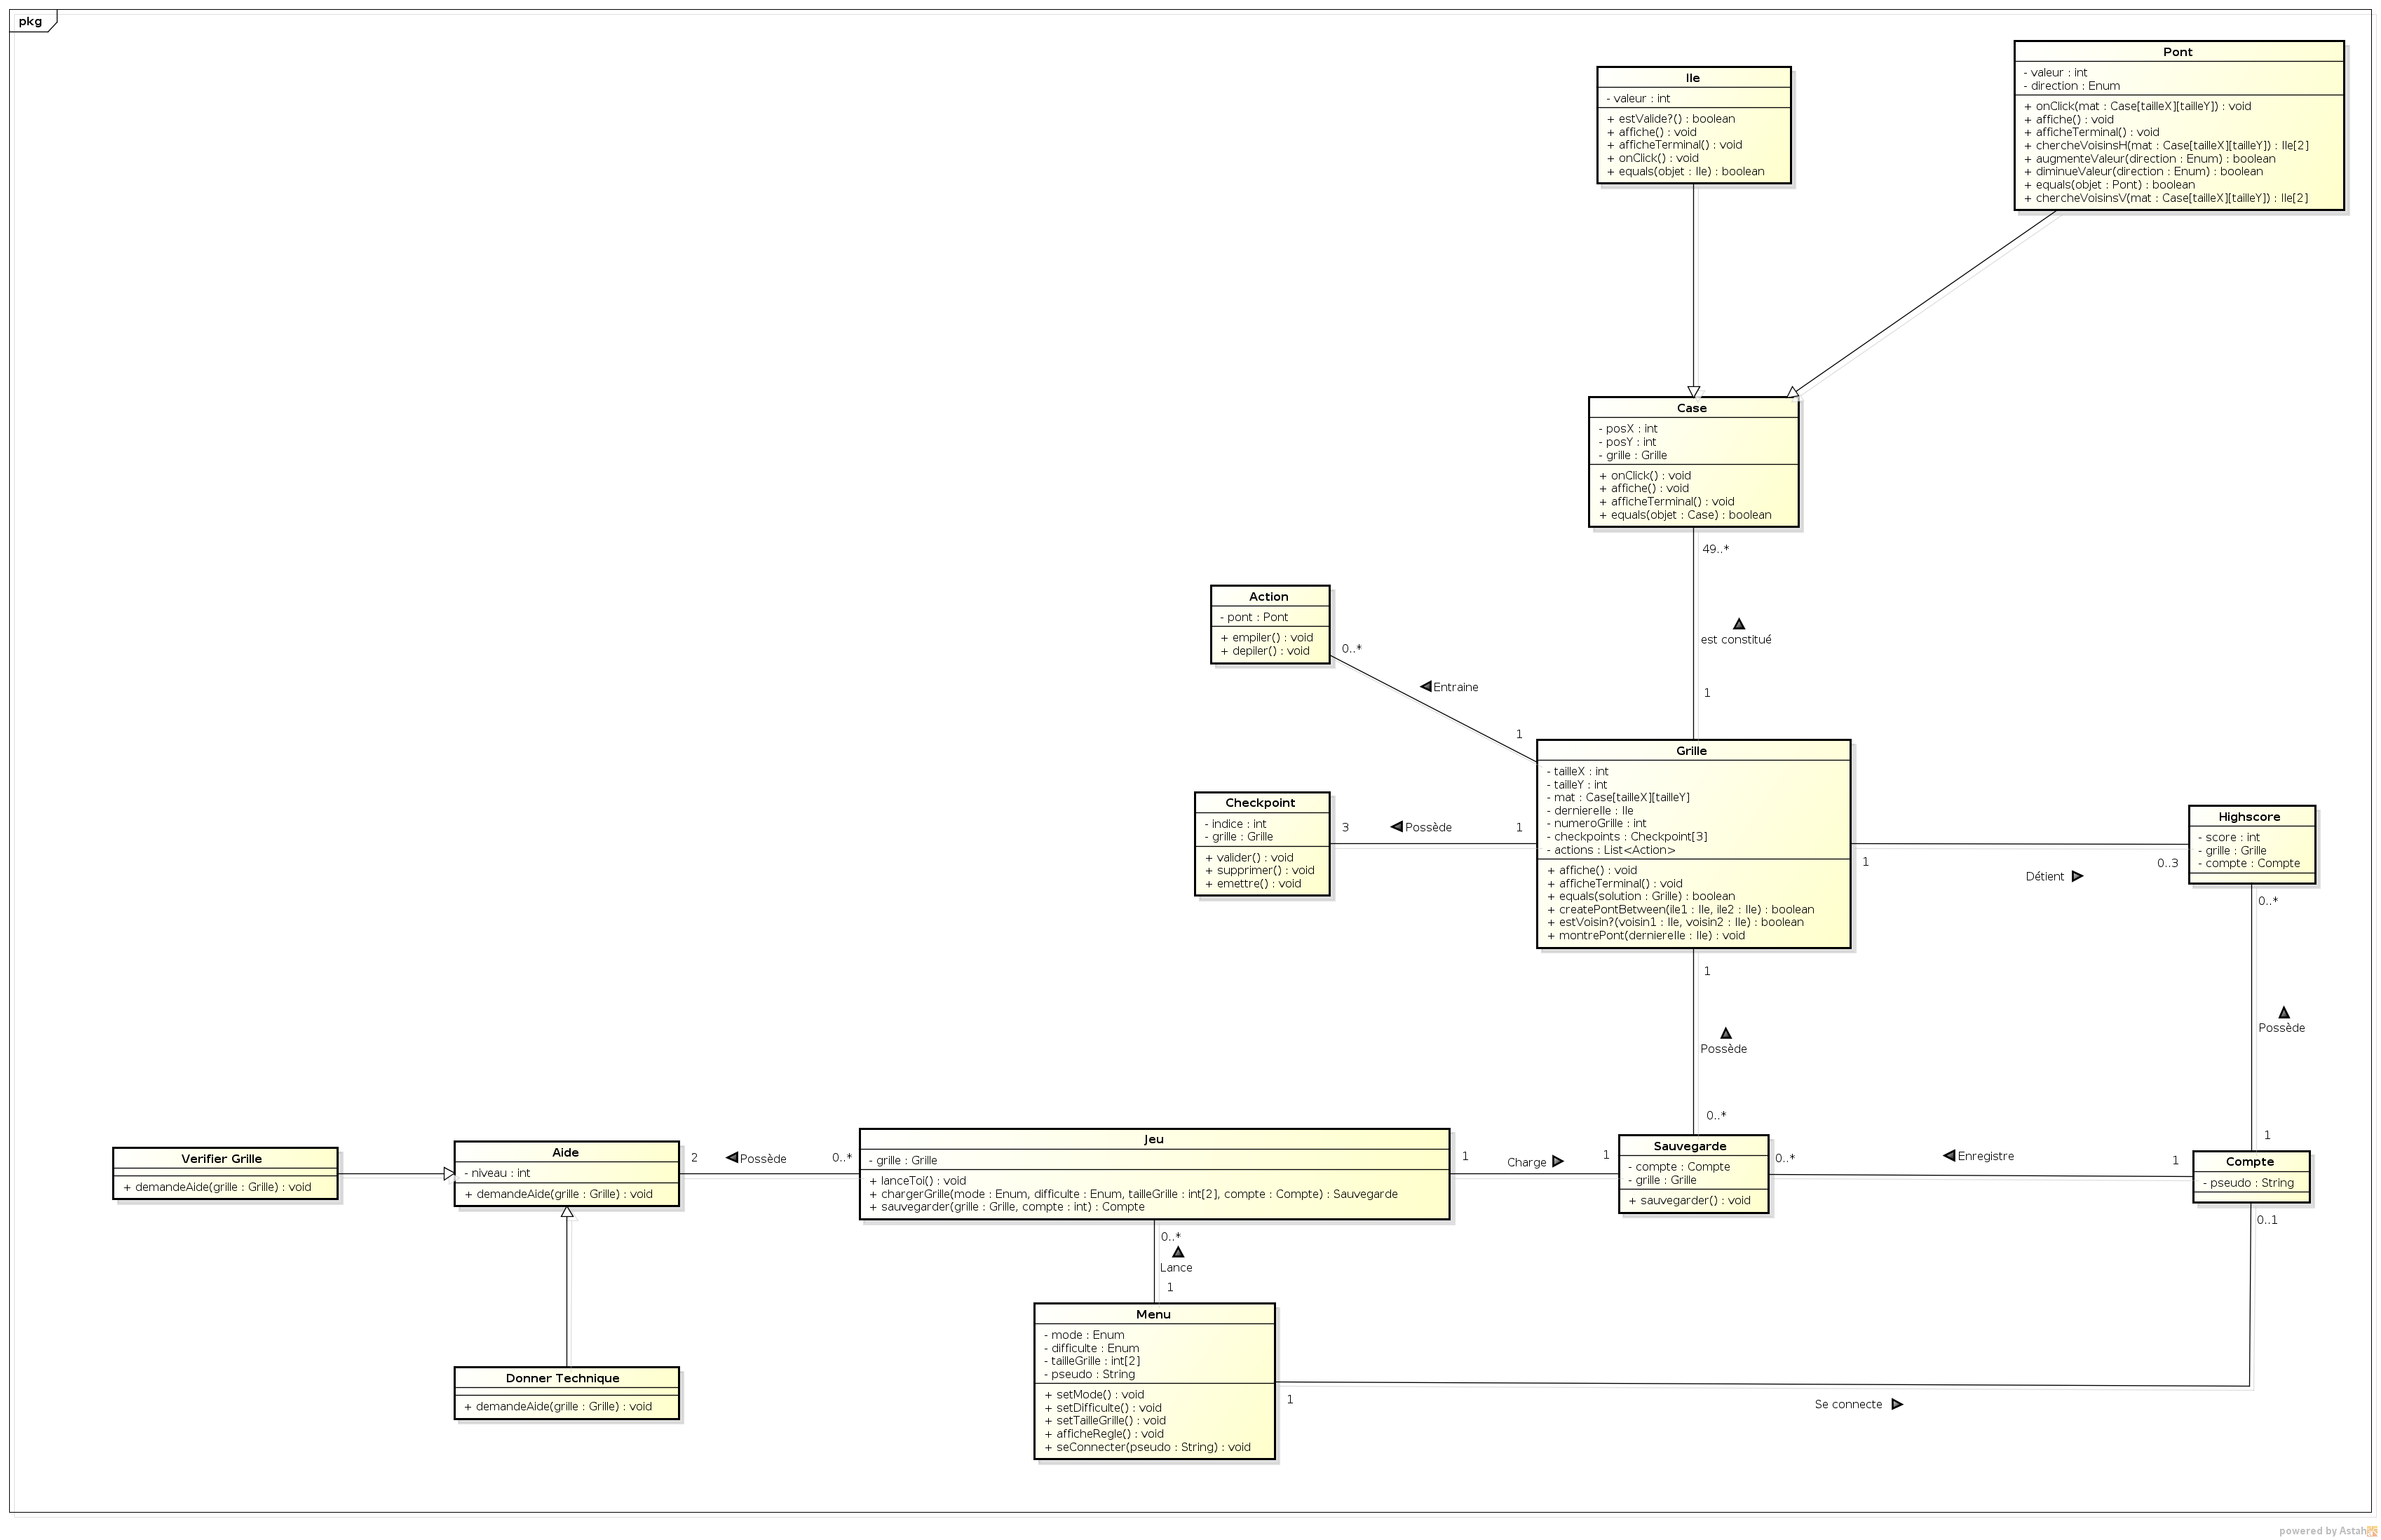 pkg
Pont
- valeur : int
- direction : Enum
+ onClick(mat : Case[tailleX][tailleY]) : void
+ affiche() : void
+ afficheTerminal() : void
+ chercheVoisinsH(mat : Case[tailleX][tailleY]) : Ile[2]
+ augmenteValeur(direction : Enum) : boolean
+ diminueValeur(direction : Enum) : boolean
+ equals(objet : Pont) : boolean
+ chercheVoisinsV(mat : Case[tailleX][tailleY]) : Ile[2]
Ile
- valeur : int
+ estValide?() : boolean
+ affiche() : void
+ afficheTerminal() : void
+ onClick() : void
+ equals(objet : Ile) : boolean
Case
- posX : int
- posY : int
- grille : Grille
+ onClick() : void
+ affiche() : void
+ afficheTerminal() : void
+ equals(objet : Case) : boolean
49..*
est constitué
1
Action
- pont : Pont
+ empiler() : void
+ depiler() : void
0..*
Entraine
1
Grille
- tailleX : int
- tailleY : int
- mat : Case[tailleX][tailleY]
- derniereIle : Ile
- numeroGrille : int
- checkpoints : Checkpoint[3]
- actions : List<Action>
+ affiche() : void
+ afficheTerminal() : void
+ equals(solution : Grille) : boolean
+ createPontBetween(ile1 : Ile, ile2 : Ile) : boolean
+ estVoisin?(voisin1 : Ile, voisin2 : Ile) : boolean
+ montrePont(derniereIle : Ile) : void
Checkpoint
- indice : int
- grille : Grille
+ valider() : void
+ supprimer() : void
+ emettre() : void
3
Possède
1
Highscore
- score : int
- grille : Grille
- compte : Compte
1
Détient
0..3
0..*
Possède
1
1
Possède
0..*
Verifier Grille
+ demandeAide(grille : Grille) : void
Aide
- niveau : int
+ demandeAide(grille : Grille) : void
2
Possède
0..*
Jeu
- grille : Grille
+ lanceToi() : void
+ chargerGrille(mode : Enum, difficulte : Enum, tailleGrille : int[2], compte : Compte) : Sauvegarde
+ sauvegarder(grille : Grille, compte : int) : Compte
1
Charge
1
Sauvegarde
- compte : Compte
- grille : Grille
+ sauvegarder() : void
0..*
Enregistre
1
Compte
- pseudo : String
0..1
0..*
Lance
1
Menu
- mode : Enum
- difficulte : Enum
- tailleGrille : int[2]
- pseudo : String
+ setMode() : void
+ setDifficulte() : void
+ setTailleGrille() : void
+ afficheRegle() : void
+ seConnecter(pseudo : String) : void
1
Se connecte
Donner Technique
+ demandeAide(grille : Grille) : void
powered by Astah